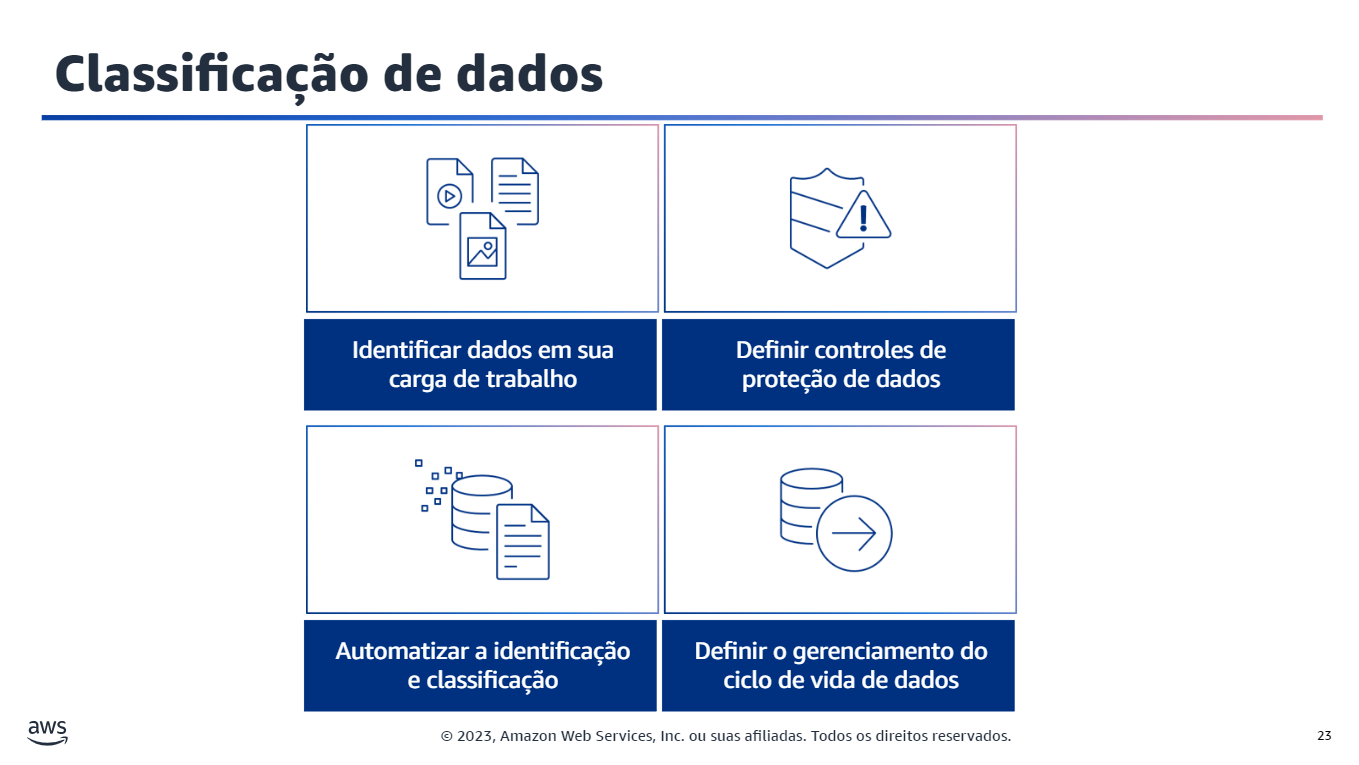 Classificação de dados
Identificar dados em sua
carga de trabalho
Definir controles de
proteção de dados
Automatizar a identificação
e classificação
Definir o gerenciamento do
ciclo de vida de dados
aws
© 2023, Amazon Web Services, Inc. ou suas afiliadas. Todos os direitos reservados.
23